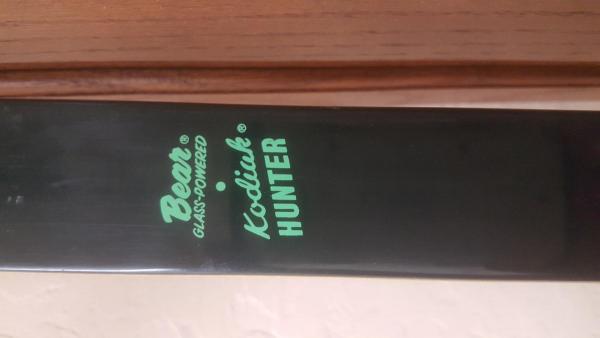 Bear®
GLASS-POWERED
•
Kodiak®
HUNTER